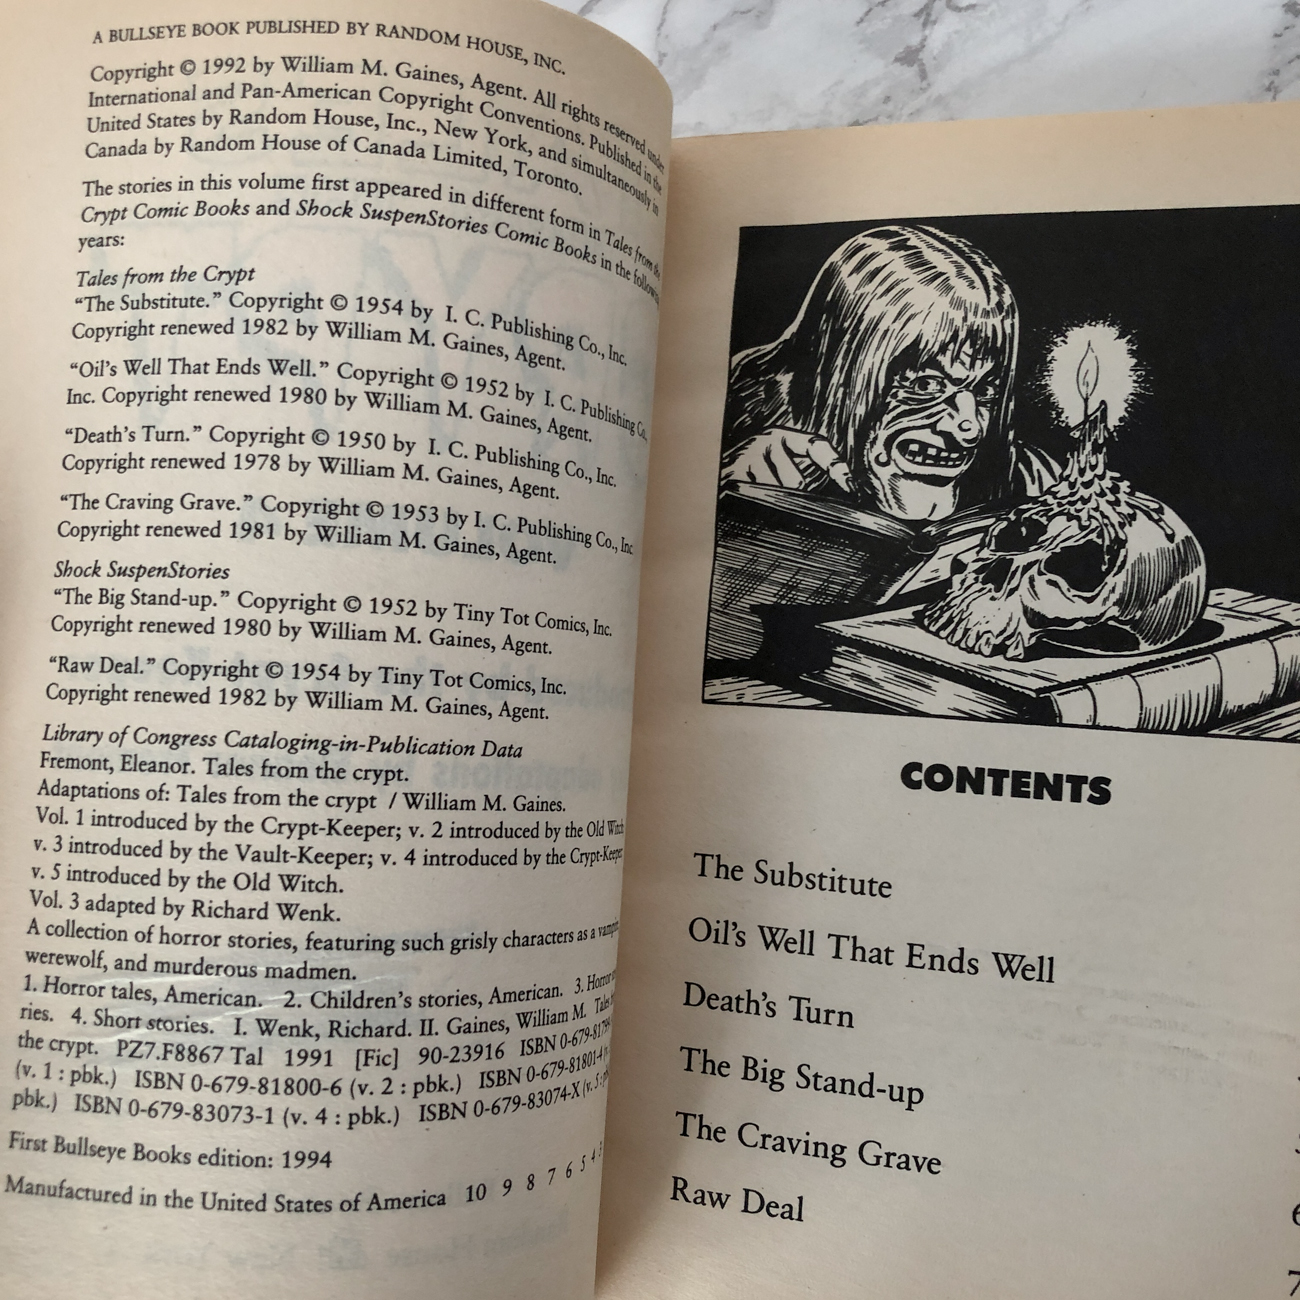 A BULLSEYE BOOK PUBLISHED BY RANDOM HOUSE, INC.
Copyright © 1992 by William M. Gaines, Agent. All rights reserved under
International and Pan-American Copyright Conventions. Published in the
United States by Random House, Inc., New York, and simultaneously in
Canada by Random House of Canada Limited, Toronto.
The stories in this volume first appeared in different form in Tales from the
Crypt Comic Books and Shock SuspenStories Comic Books in the following
years:
Tales from the Crypt
“The Substitute.” Copyright © 1954 by I. C. Publishing Co., Inc.
Copyright renewed 1982 by William M. Gaines, Agent.
“Oil’s Well That Ends Well.” Copyright © 1952 by I. C. Publishing Co.,
Inc. Copyright renewed 1980 by William M. Gaines, Agent.
“Death’s Turn.” Copyright © 1950 by I. C. Publishing Co., Inc.
Copyright renewed 1978 by William M. Gaines, Agent.
“The Craving Grave.” Copyright © 1953 by I. C. Publishing Co., Inc
Copyright renewed 1981 by William M. Gaines, Agent.
Shock SuspenStories
“The Big Stand-up.” Copyright © 1952 by Tiny Tot Comics, Inc.
Copyright renewed 1980 by William M. Gaines, Agent.
“Raw Deal.” Copyright © 1954 by Tiny Tot Comics, Inc.
Copyright renewed 1982 by William M. Gaines, Agent.
Library of Congress Cataloging-in-Publication Data
Fremont, Eleanor. Tales from the crypt.
Adaptations of: Tales from the crypt / William M. Gaines.
Vol. 1 introduced by the Crypt-Keeper; v. 2 introduced by the Old Witch
v. 3 introduced by the Vault-Keeper; v. 4 introduced by the Crypt-Keeper
v. 5 introduced by the Old Witch.
Vol. 3 adapted by Richard Wenk.
A collection of horror stories, featuring such grisly characters as a
werewolf, and murderous madmen.
1. Horror tales, American. 2. Children’s stories, American. 3. Horror
ries. 4. Short stories. I. Wenk, Richard. II. Gaines, William M. Tales
the crypt. PZ7.F8867 Tal 1991 [Fic] 90-23916 ISBN
(v. 1 : pbk.) ISBN 0-679-81800-6 (v. 2 : pbk.) ISBN 0-679-81801-4
pbk.) ISBN 0-679-83073-1 (v. 4 : pbk.) ISBN 0-679-83074-X (v. 5 :
First Bullseye Books edition: 1994
Manufactured in the United States of America 10 9 8 7 6 5 4
CONTENTS
The Substitute
Oil’s Well That Ends Well
Death’s Turn
The Big Stand-up
The Craving Grave
Raw Deal